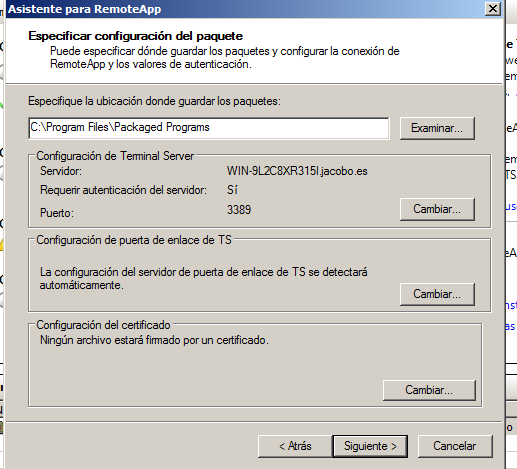 Asistente para RemoteApp
Especificar configuración del paquete
Puede especificar dónde guardar los paquetes y configurar la conexión de
RemoteApp y los valores de autenticación.
Especifique la ubicación donde guardar los paquetes:
C:\Program Files\Packaged Programs
Examinar...
Configuración de Terminal Server
Servidor: WIN-9L2C8XR315I.jacobo.es
Requerir autenticación del servidor: Sí
Puerto: 3389
Cambiar...
Configuración de puerta de enlace de TS
La configuración del servidor de puerta de enlace de TS se detectará
automáticamente.
Cambiar...
Configuración del certificado
Ningún archivo estará firmado por un certificado.
Cambiar...
< Atrás Siguiente > Cancelar